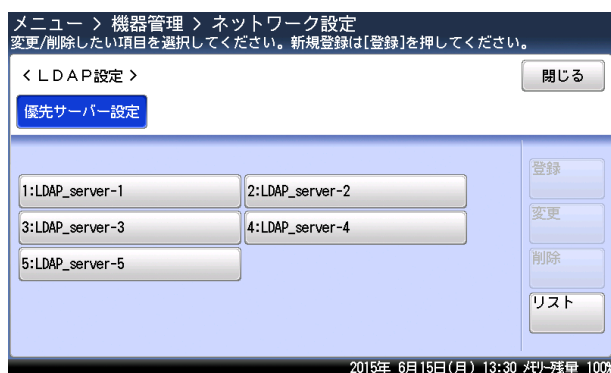 メニュー > 機器管理 > ネットワーク設定
変更/削除したい項目を選択してください。新規登録は[登録]を押してください。
<LDAP設定>
閉じる
優先サーバー設定
登録
1:LDAP_server-1
2:LDAP_server-2
変更
3:LDAP_server-3
4:LDAP_server-4
削除
5:LDAP_server-5
リスト
2015年 6月15日(月) 13:30 メモリー残量 100%